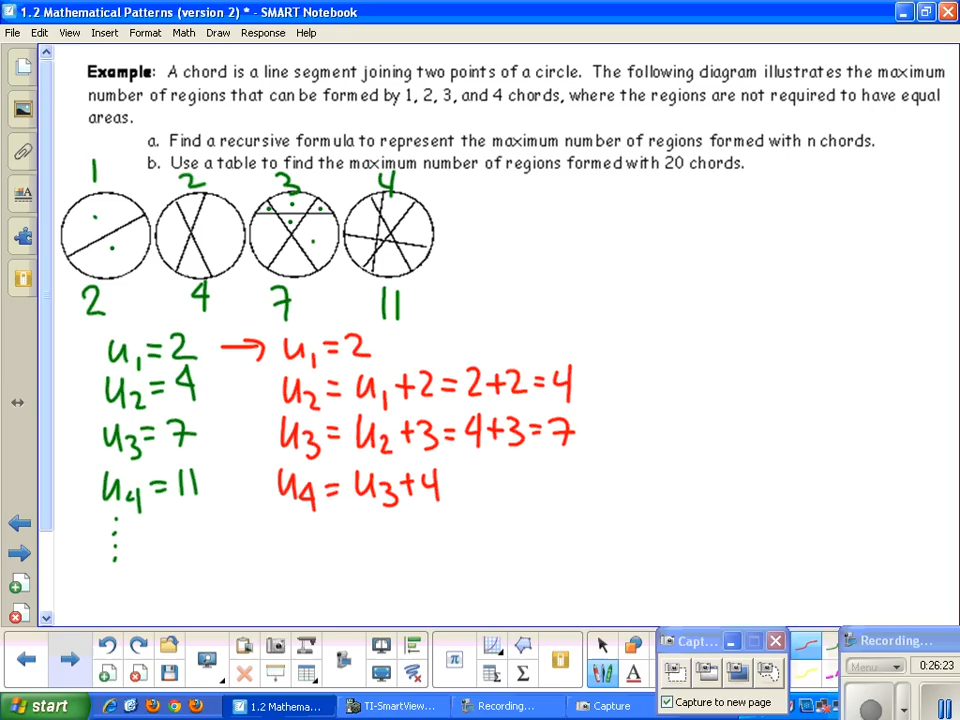 1.2 Mathematical Patterns (version 2) * - SMART Notebook
File Edit View Insert Format Math Draw Response Help
Example: A chord is a line segment joining two points of a circle. The following diagram illustrates the maximum
number of regions that can be formed by 1, 2, 3, and 4 chords, where the regions are not required to have equal
areas.
a. Find a recursive formula to represent the maximum number of regions formed with n chords.
b. Use a table to find the maximum number of regions formed with 20 chords.
1 2 3 4
2 4 7 11
u₁=2 → u₁=2
u₂=4 u₂=u₁+2=2+2=4
u₃=7 u₃=u₂+3=4+3=7
u₄=11 u₄=u₃+4
Capt...
Recording...
Menu 0:26:23
Capture to new page
start 1.2 Mathema... TI-SmartView... Recording... Capture